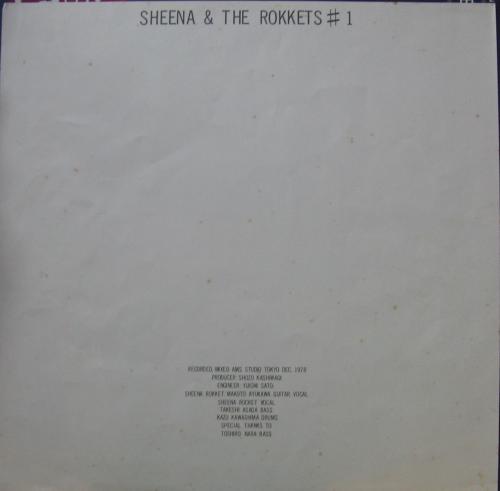 SHEENA & THE ROKKETS # 1
RECORDED, MIXED AMS STUDIO TOKYO DEC. 1978
PRODUCER SHOZO KASHIWAGI
ENGINEER YUICHI SATO
SHEENA ROKKET MAKOTO AYUKAWA GUITAR VOCAL
SHEENA ROCKET VOCAL
TAKESHI ASADA BASS
KAZU KAWASHIMA DRUMS
SPECIAL THANKS TO
TOSHIRO NARA BASS